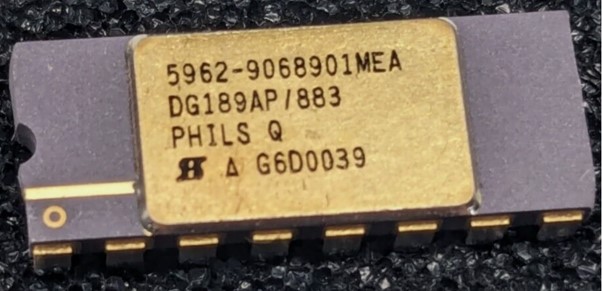 5962-9068901MEA
DG189AP/883
PHILS Q
Δ G6D0039